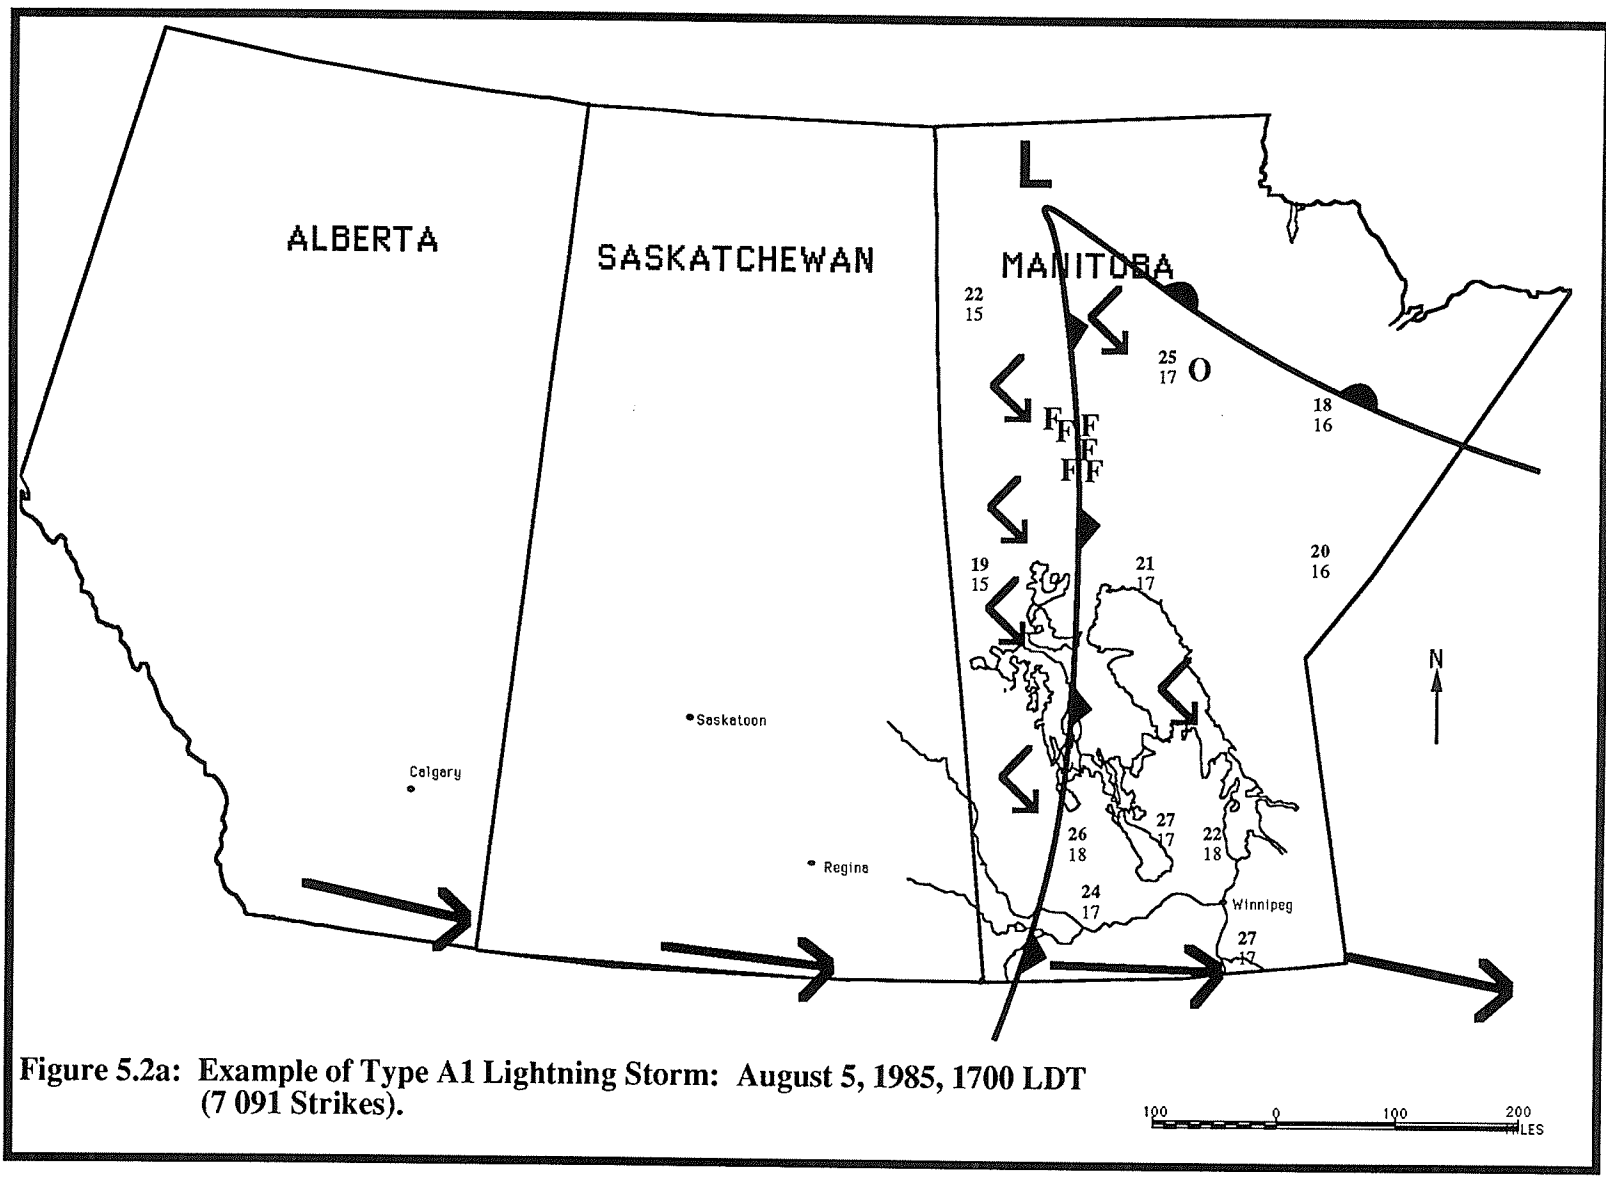 L
ALBERTA
SASKATCHEWAN
MANITOBA
22
15
25
17 O
18
16
F F F
F
F F
20
16
19
15
21
17
N
Saskatoon
Calgary
26
18
27
17
22
18
Regina
24
17
Winnipeg
27
17
Figure 5.2a: Example of Type A1 Lightning Storm: August 5, 1985, 1700 LDT
(7 091 Strikes).
100 0 100 200
MILES